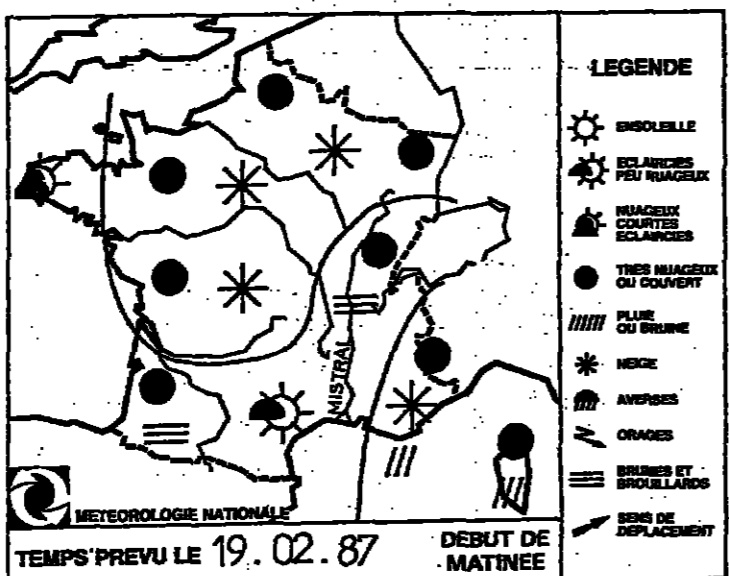 MISTRAL
METEOROLOGIE NATIONALE
TEMPS PREVU LE 19.02.87 DEBUT DE
MATINEE
LEGENDE
ENSOLEILLE
ECLAIRCIES
PEU NUAGEUX
NUAGEUX
COURTES
ECLAIRCIES
TRES NUAGEUX
OU COUVERT
PLUIE
OU BRUINE
NEIGE
AVERSES
ORAGES
BRUMES ET
BROUILLARDS
SENS DE
DEPLACEMENT